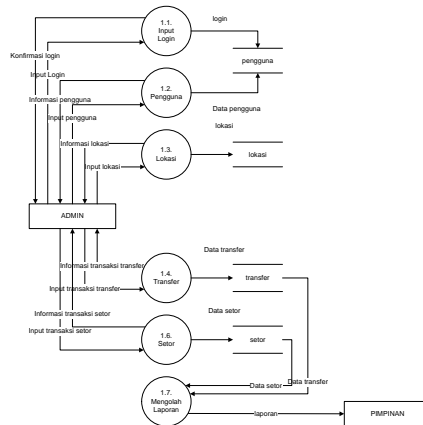 1.1.
Input
Login
login
Konfirmasi login
Input Login
pengguna
1.2.
Pengguna
Informasi pengguna
Input pengguna
Data pengguna
lokasi
1.3.
Lokasi
Informasi lokasi
Input lokasi
lokasi
ADMIN
Data transfer
Informasi transaksi transfer
1.4.
Transfer
transfer
Input transaksi transfer
Data setor
Informasi transaksi setor
Input transaksi setor
1.6.
Setor
setor
Data setor
Data transfer
1.7.
Mengolah
Laporan
laporan
PIMPINAN